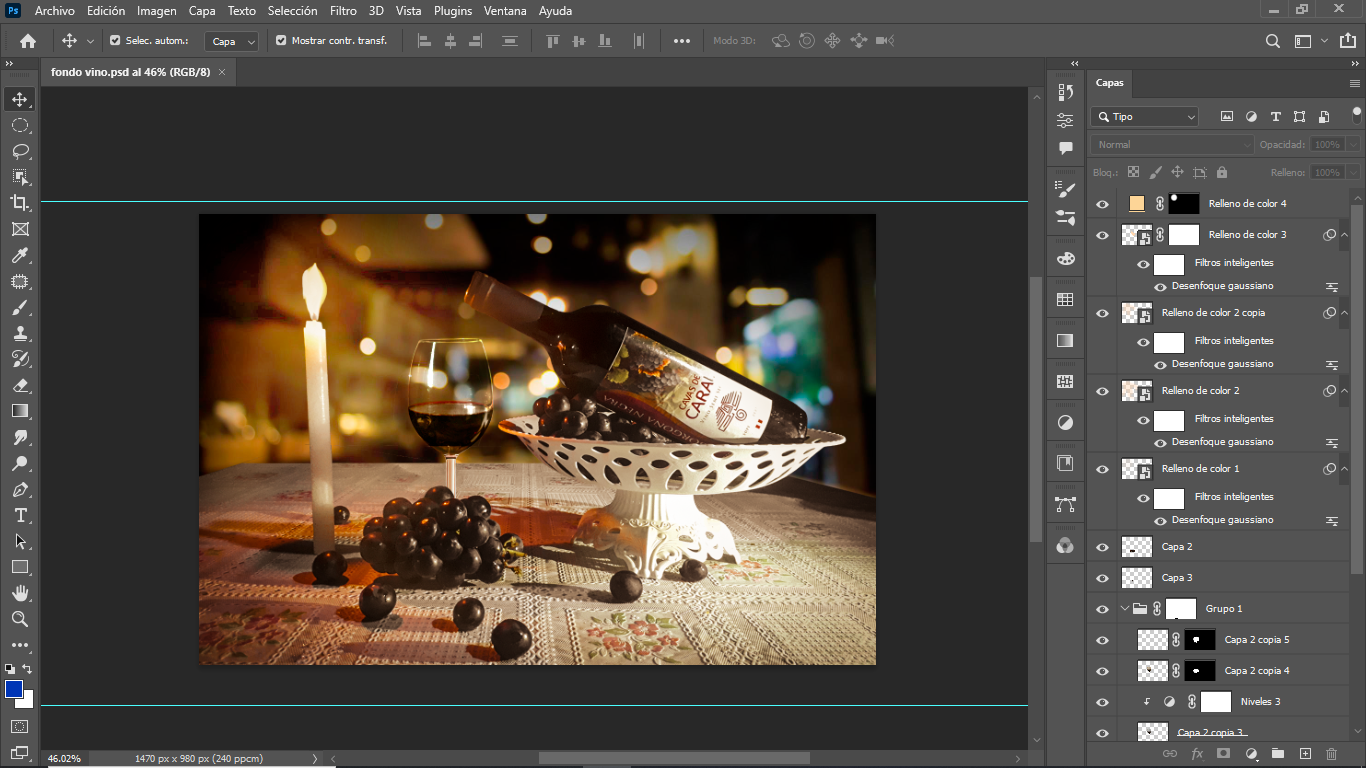 Ps Archivo Edición Imagen Capa Texto Selección Filtro 3D Vista Plugins Ventana Ayuda
Selec. autom.: Capa Mostrar contr. transf. Modo 3D:
fondo vino.psd al 46% (RGB/8)
Capas
Tipo
Normal Opacidad: 100%
Bloq.: Relleno: 100%
Relleno de color 4
Relleno de color 3
Filtros inteligentes
Desenfoque gaussiano
Relleno de color 2 copia
Filtros inteligentes
Desenfoque gaussiano
Relleno de color 2
Filtros inteligentes
Desenfoque gaussiano
Relleno de color 1
Filtros inteligentes
Desenfoque gaussiano
Capa 2
Capa 3
Grupo 1
Capa 2 copia 5
Capa 2 copia 4
Niveles 3
Capa 2 copia 3
CAVAS DE
CARAÍ
46.02% 1470 px x 980 px (240 ppcm)